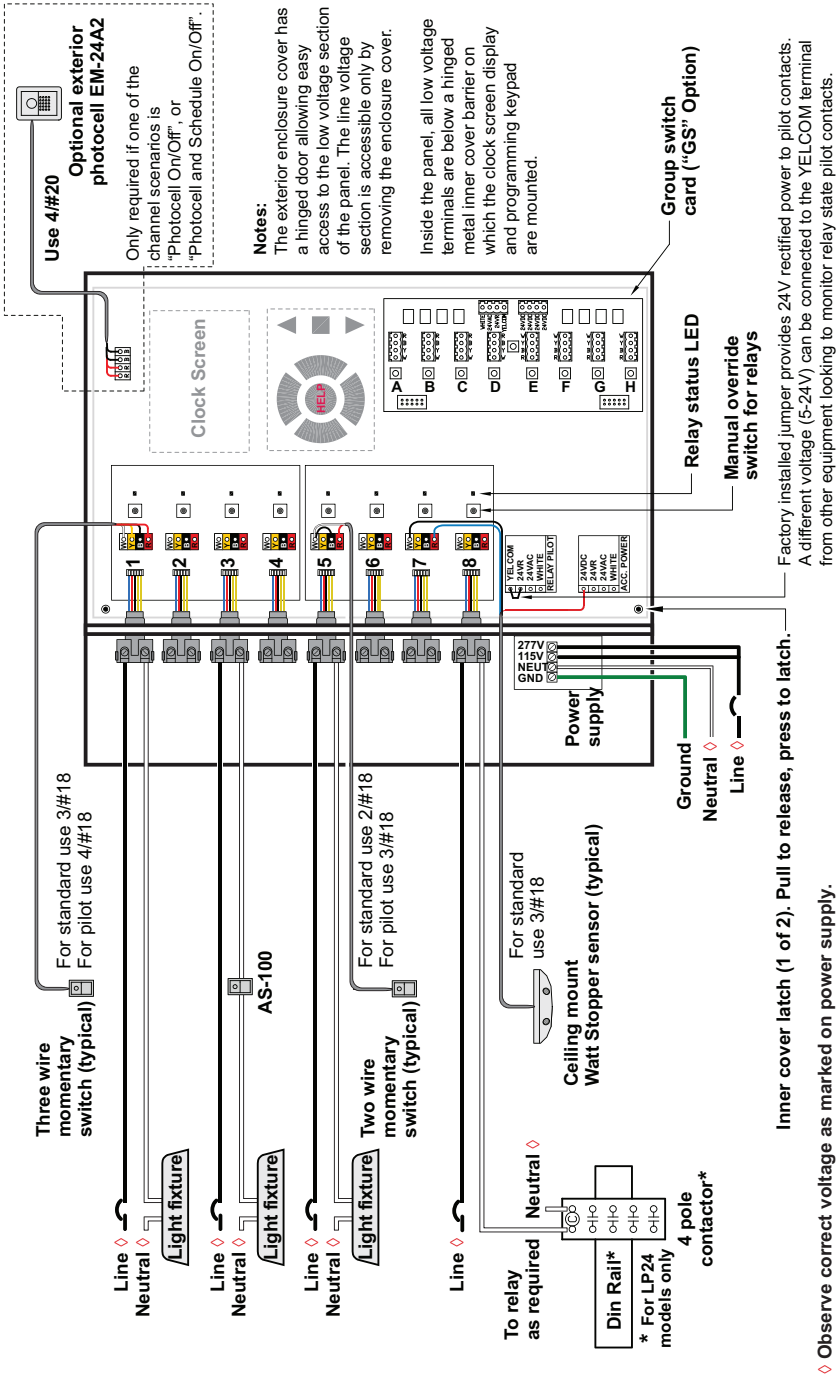 Use 4/#20
Optional exterior
photocell EM-24A2
Only required if one of the
channel scenarios is
“Photocell On/Off”, or
“Photocell and Schedule On/Off”.
Notes:
The exterior enclosure cover has
a hinged door allowing easy
access to the low voltage section
of the panel. The line voltage
section is accessible only by
removing the enclosure cover.
Inside the panel, all low voltage
terminals are below a hinged
metal inner cover barrier on
which the clock screen display
and programming keypad
are mounted.
Group switch
card (“GS” Option)
Clock Screen
HELP
A
B
C
D
E
F
G
H
WHITE
24VAC
24VR
YELCOM
24VDC
24VDC
24VDC
24VDC
Relay status LED
Manual override
switch for relays
1
W
Y
B
R
2
W
Y
B
R
3
W
Y
B
R
4
W
Y
B
R
5
W
Y
B
R
6
W
Y
B
R
7
W
Y
B
R
8
W
Y
B
R
YELCOM
24VR
24VAC
WHITE
RELAY PILOT
24VDC
24VR
24VAC
WHITE
ACC. POWER
277V
115V
NEUT
GND
Power
supply
Ground
Neutral ◊
Line ◊
Three wire
momentary
switch (typical)
For standard use 3/#18
For pilot use 4/#18
AS-100
Two wire
momentary
switch (typical)
For standard use 2/#18
For pilot use 3/#18
Ceiling mount
Watt Stopper sensor (typical)
For standard
use 3/#18
Line ◊
Neutral ◊
Light fixture
Line ◊
Neutral ◊
Light fixture
Line ◊
Neutral ◊
Light fixture
Line ◊
To relay
as required
Neutral ◊
C
Din Rail*
* For LP24
models only
4 pole
contactor*
Inner cover latch (1 of 2). Pull to release, press to latch.
Factory installed jumper provides 24V rectified power to pilot contacts.
A different voltage (5-24V) can be connected to the YELCOM terminal
from other equipment looking to monitor relay state pilot contacts.
◊ Observe correct voltage as marked on power supply.